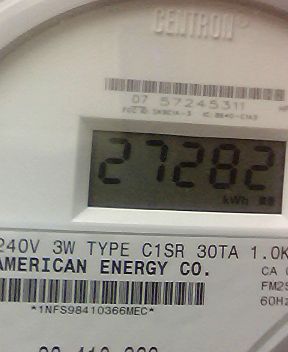 CENTRON®
07 57245311
27282
kWh
240V 3W TYPE C1SR 30TA 1.0K
AMERICAN ENERGY CO.
CA
FM2S
60Hz
*1NFS98410366MEC*